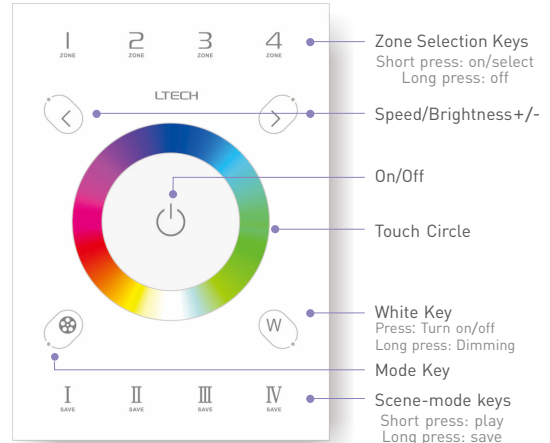 1 2 3 4
ZONE ZONE ZONE ZONE
Zone Selection Keys
Short press: on/select
Long press: off
LTECH
< >
Speed/Brightness+/-
On/Off
Touch Circle
W
White Key
Press: Turn on/off
Long press: Dimming
Mode Key
I II III IV
SAVE SAVE SAVE SAVE
Scene-mode keys
Short press: play
Long press: save